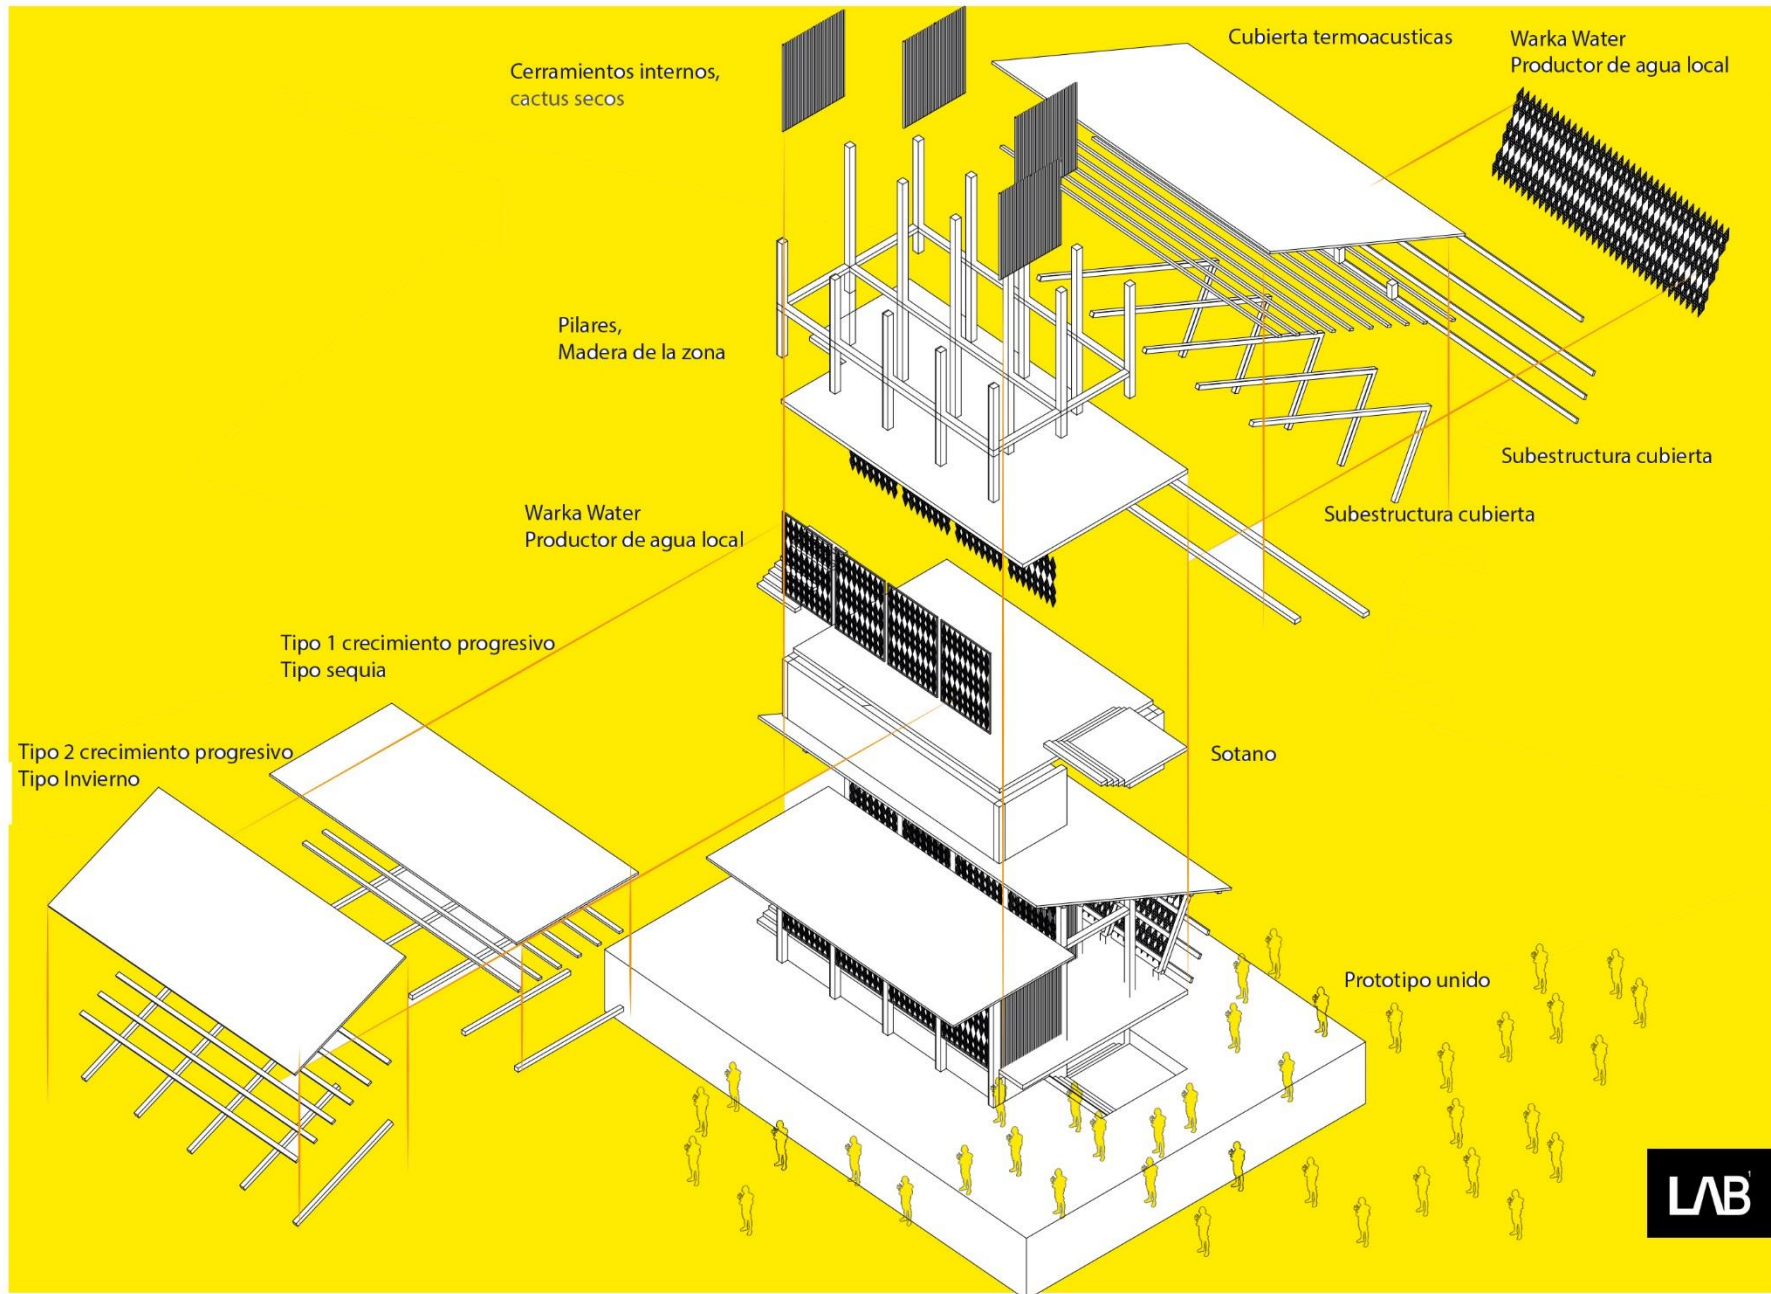 Cubierta termoacusticas
Warka Water
Productor de agua local
Cerramientos internos,
cactus secos
Pilares,
Madera de la zona
Subestructura cubierta
Subestructura cubierta
Warka Water
Productor de agua local
Tipo 1 crecimiento progresivo
Tipo sequia
Tipo 2 crecimiento progresivo
Tipo Invierno
Sotano
Prototipo unido
LAB